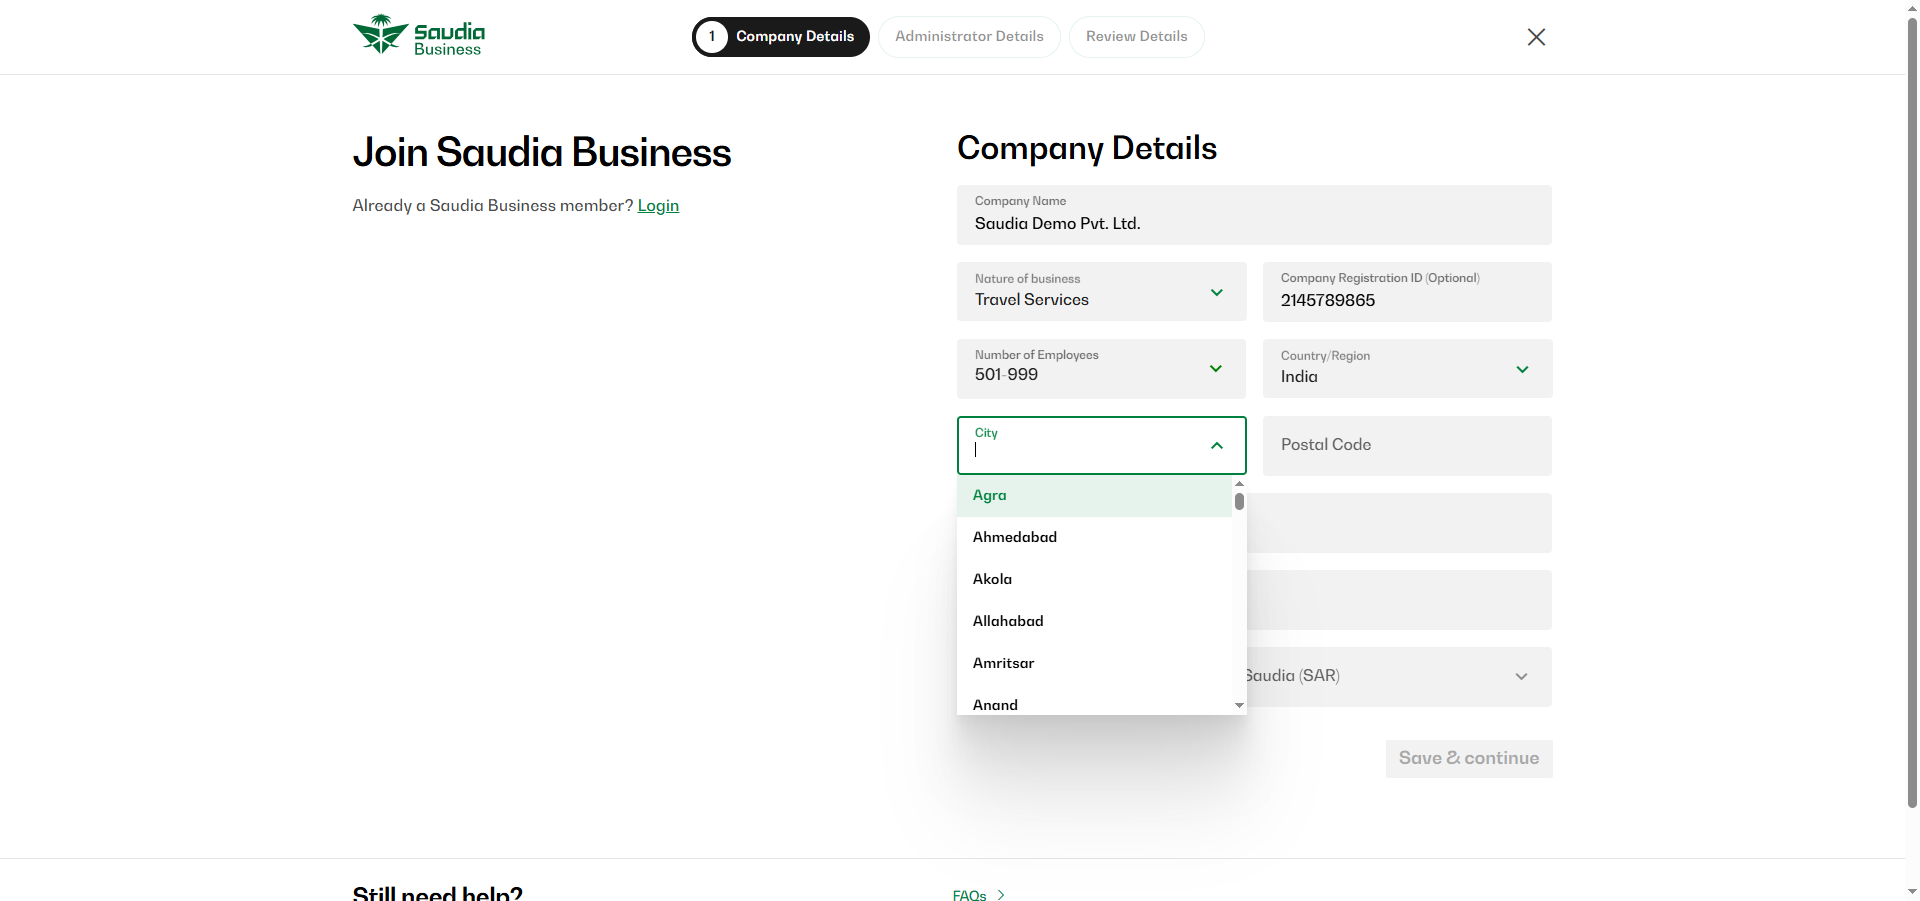 Saudia
Business
1 Company Details
Administrator Details
Review Details
Join Saudia Business
Already a Saudia Business member? Login
Company Details
Company Name
Saudia Demo Pvt. Ltd.
Nature of business
Travel Services
Company Registration ID (Optional)
2145789865
Number of Employees
501-999
Country/Region
India
City
Postal Code
Agra
Ahmedabad
Akola
Allahabad
Amritsar
Anand
Saudia (SAR)
Save & continue
Still need help?
FAQs